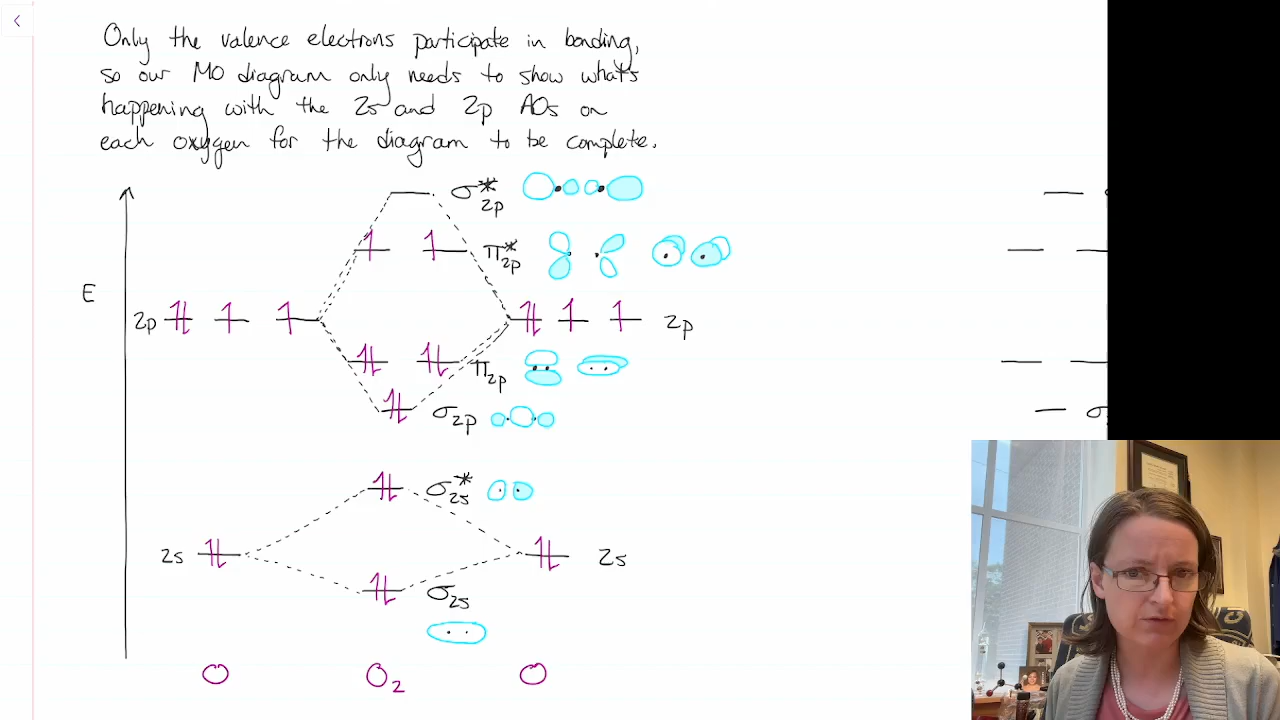 Only the valence electrons participate in bonding,
so our MO diagram only needs to show what's
happening with the 2s and 2p AOs on
each oxygen for the diagram to be complete.
σ*2p
π*2p
E
2p
2p
π2p
σ2p
σ
σ*2s
2s
2s
σ2s
O
O2
O